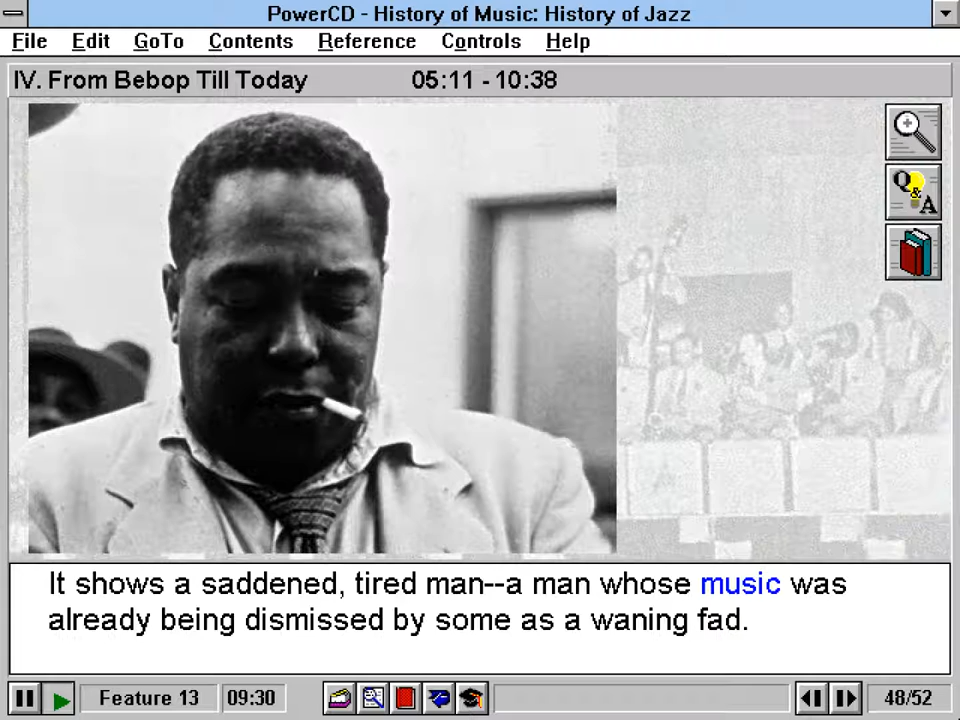 PowerCD - History of Music: History of Jazz
File Edit GoTo Contents Reference Controls Help
IV. From Bebop Till Today 05:11 - 10:38
Q & A
It shows a saddened, tired man--a man whose music was
already being dismissed by some as a waning fad.
Feature 13 09:30 48/52